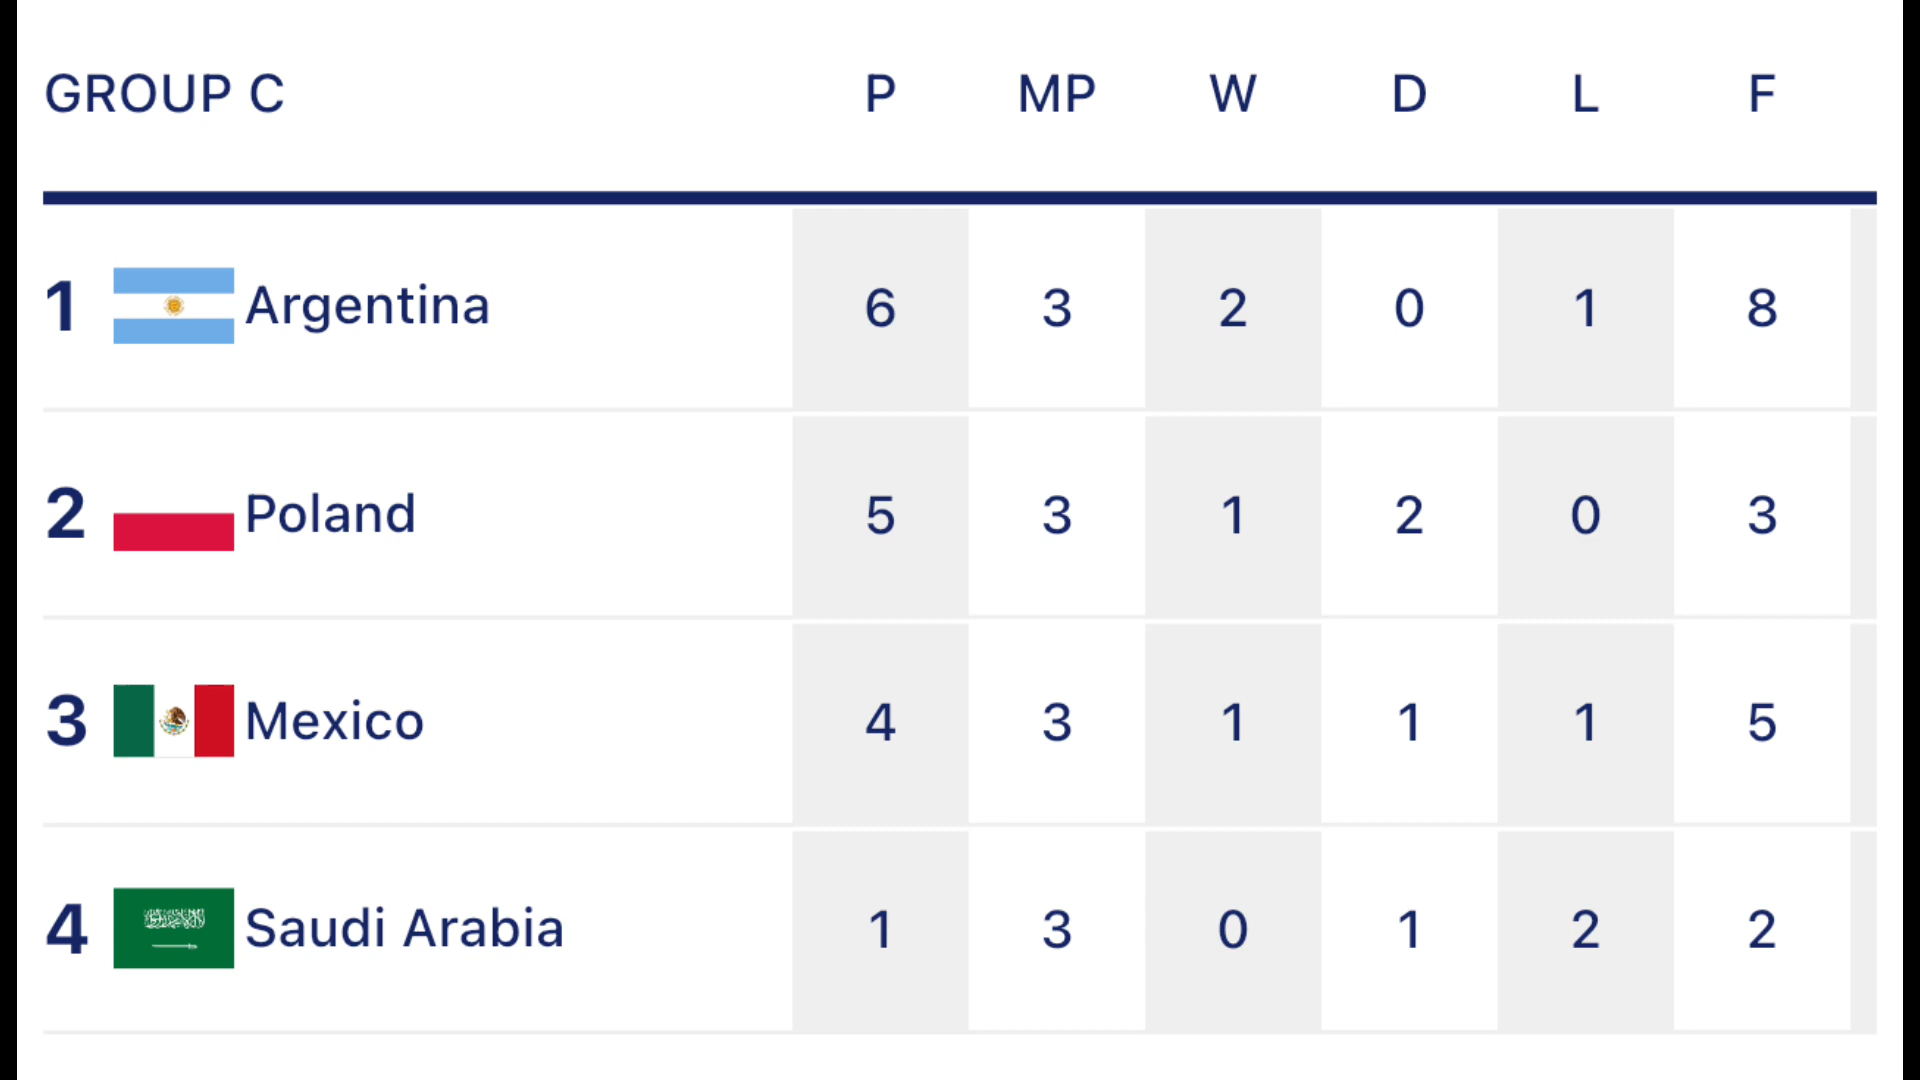 GROUP C P MP W D L F
1 Argentina 6 3 2 0 1 8
2 Poland 5 3 1 2 0 3
3 Mexico 4 3 1 1 1 5
4 Saudi Arabia 1 3 0 1 2 2